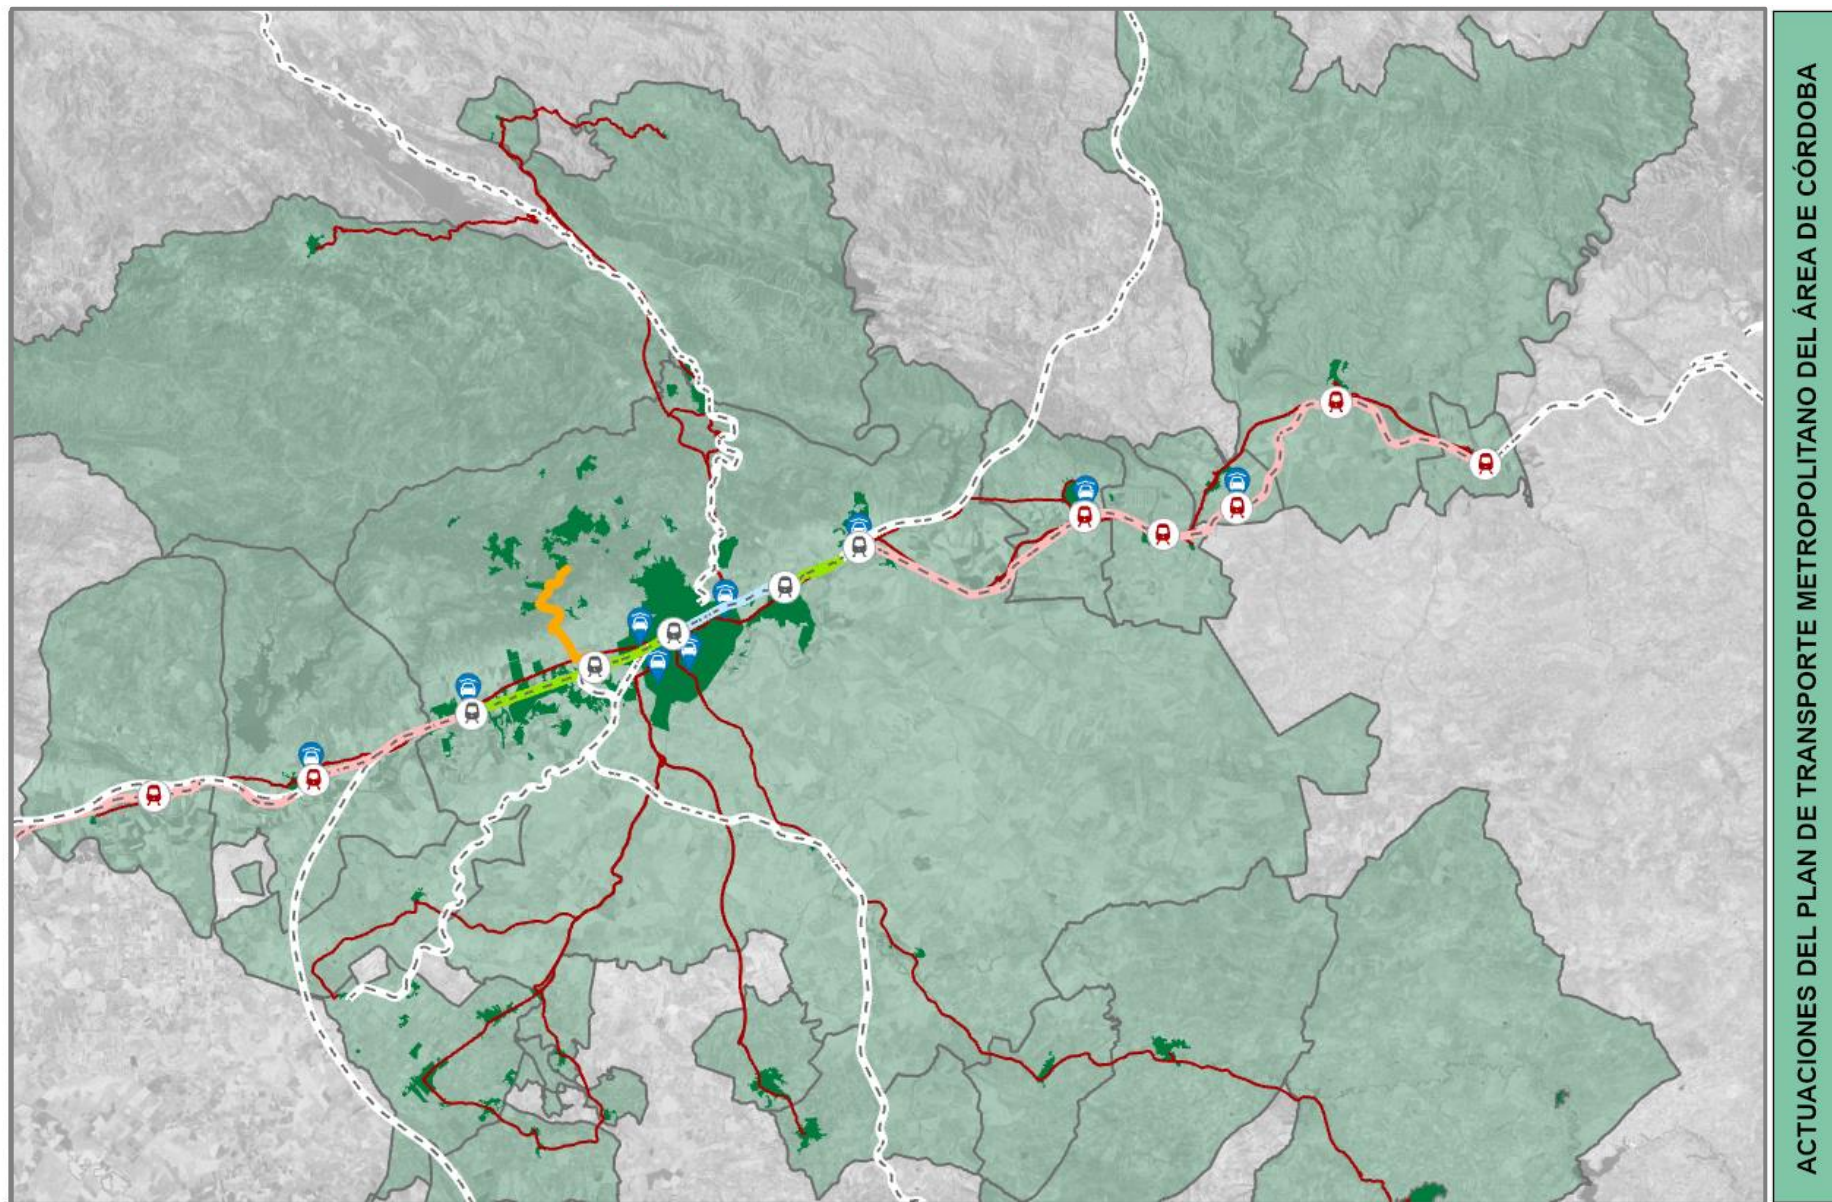 ACTUACIONES DEL PLAN DE TRANSPORTE METROPOLITANO DEL ÁREA DE CÓRDOBA